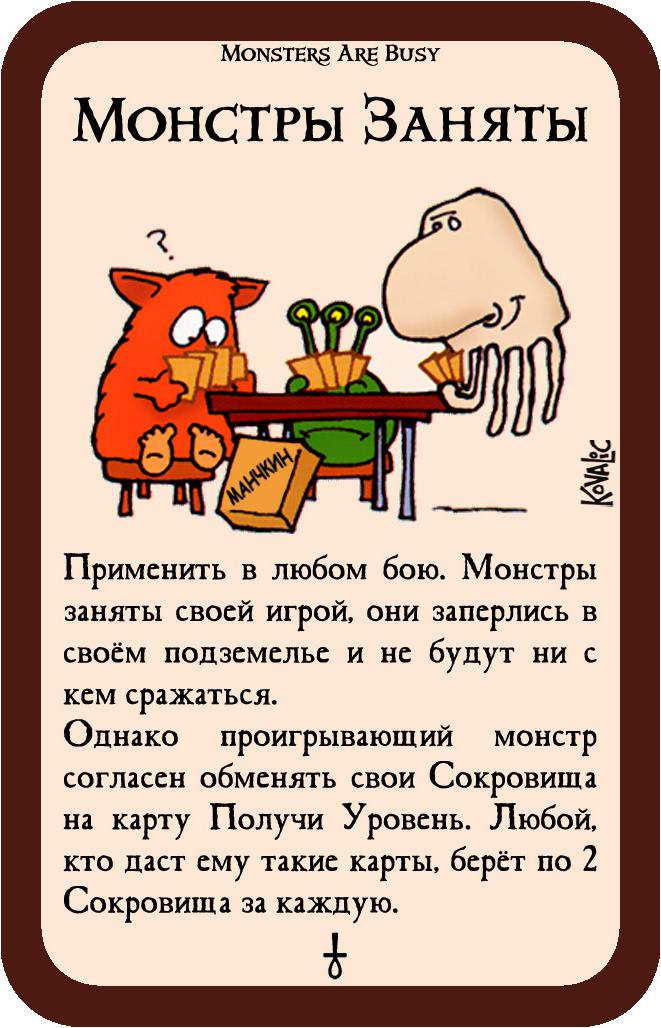 Monsters Are Busy
Монстры Заняты
?
МАНЧКИН
KOVALIC
Применить в любом бою. Монстры
заняты своей игрой, они заперлись в
своём подземелье и не будут ни с
кем сражаться.
Однако проигрывающий монстр
согласен обменять свои Сокровища
на карту Получи Уровень. Любой,
кто даст ему такие карты, берёт по 2
Сокровища за каждую.